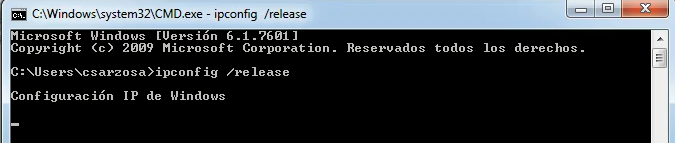 C:\Windows\system32\CMD.exe - ipconfig  /release
Microsoft Windows [Versión 6.1.7601]
Copyright (c) 2009 Microsoft Corporation. Reservados todos los derechos.
C:\Users\csarzosa>ipconfig /release
Configuración IP de Windows